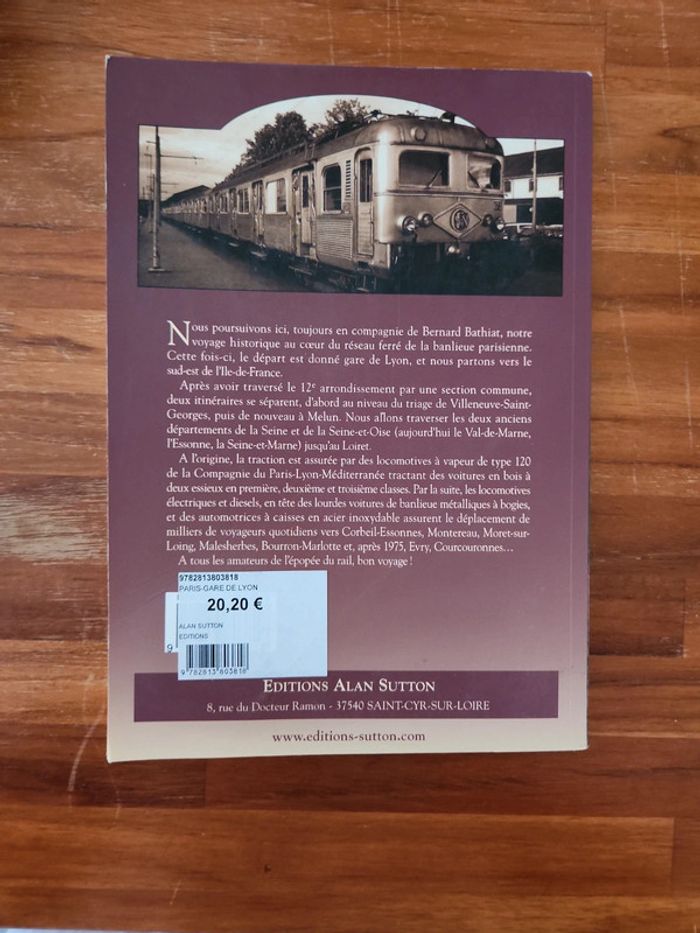 Nous poursuivons ici, toujours en compagnie de Bernard Bathiat, notre
voyage historique au cœur du réseau ferré de la banlieue parisienne.
Cette fois-ci, le départ est donné gare de Lyon, et nous partons vers le
sud-est de l'Ile-de-France.
Après avoir traversé le 12e arrondissement par une section commune,
deux itinéraires se séparent, d'abord au niveau du triage de Villeneuve-Saint-
Georges, puis de nouveau à Melun. Nous allons traverser les deux anciens
départements de la Seine et de la Seine-et-Oise (aujourd'hui le Val-de-Marne,
l'Essonne, la Seine-et-Marne) jusqu'au Loiret.
A l'origine, la traction est assurée par des locomotives à vapeur de type 120
de la Compagnie du Paris-Lyon-Méditerranée tractant des voitures en bois à
deux essieux en première, deuxième et troisième classes. Par la suite, les locomotives
électriques et diesels, en tête des lourdes voitures de banlieue métalliques à bogies,
et des automotrices à caisses en acier inoxydable assurent le déplacement de
milliers de voyageurs quotidiens vers Corbeil-Essonnes, Montereau, Moret-sur-
Loing, Malesherbes, Bourron-Marlotte et, après 1975, Evry, Courcouronnes...
A tous les amateurs de l'épopée du rail, bon voyage !
9782813803818
PARIS-GARE DE LYON
20,20 €
ALAN SUTTON
EDITIONS
9
9 782813 803818
EDITIONS ALAN SUTTON
8, rue du Docteur Ramon - 37540 SAINT-CYR-SUR-LOIRE
www.editions-sutton.com